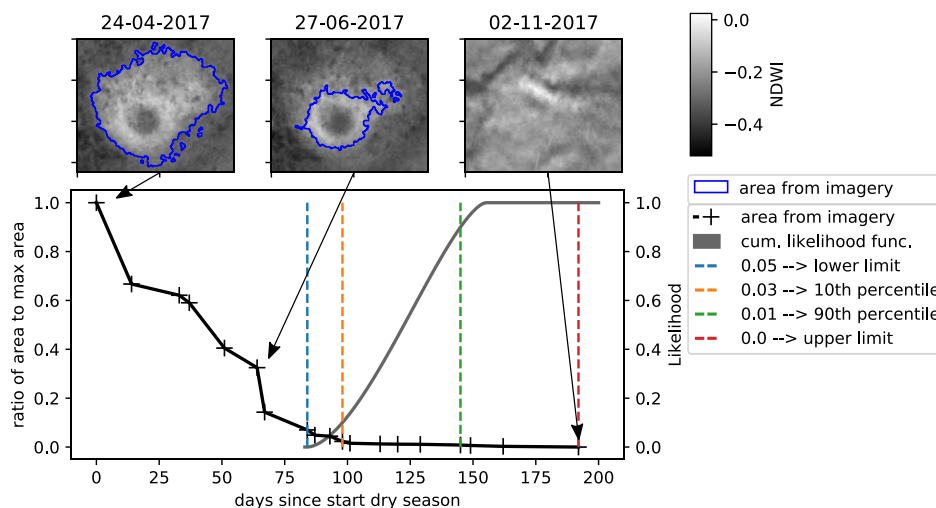 24-04-2017
27-06-2017
02-11-2017
0.0
−0.2
−0.4
NDWI
area from imagery
area from imagery
cum. likelihood func.
0.05 --> lower limit
0.03 --> 10th percentile
0.01 --> 90th percentile
0.0 --> upper limit
ratio of area to max area
1.0
0.8
0.6
0.4
0.2
0.0
1.0
0.8
0.6
0.4
0.2
0.0
Likelihood
0 25 50 75 100 125 150 175 200
days since start dry season